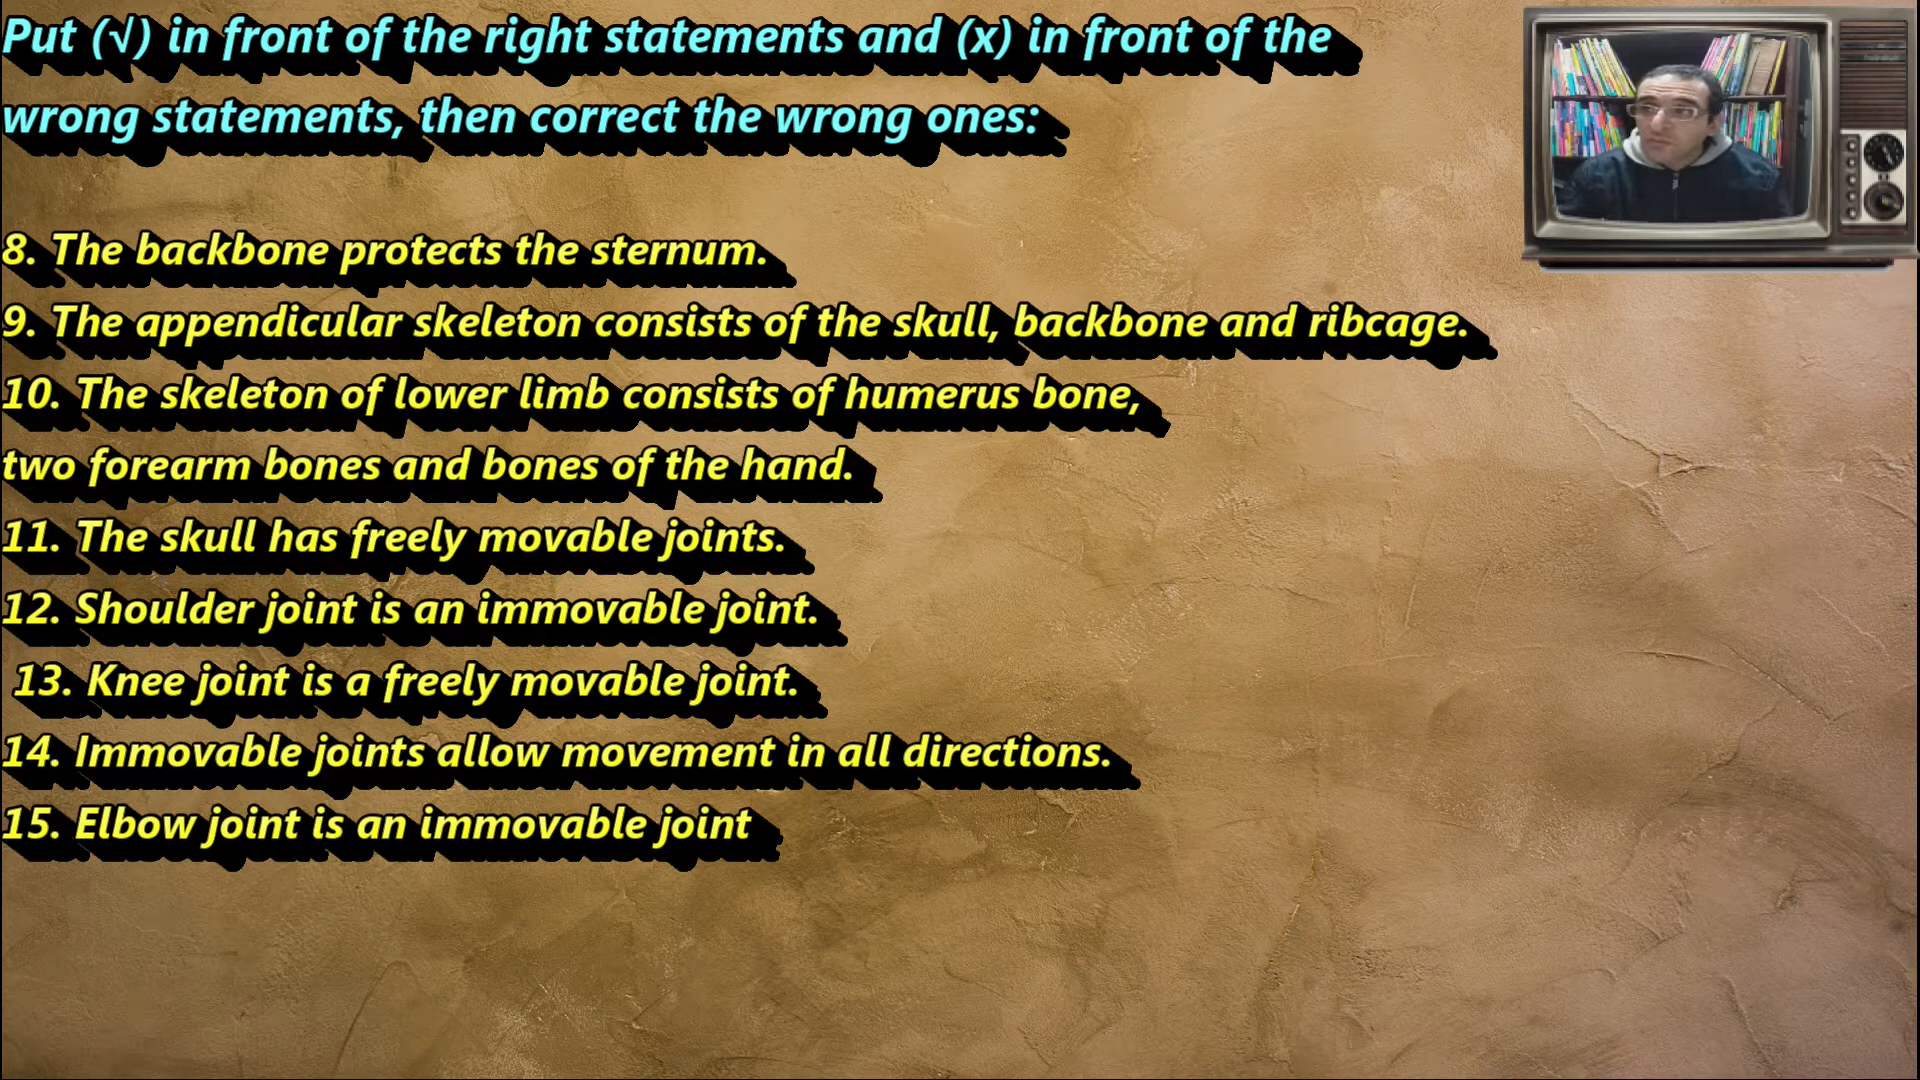 Put (√) in front of the right statements and (x) in front of the
wrong statements, then correct the wrong ones:
8. The backbone protects the sternum.
9. The appendicular skeleton consists of the skull, backbone and ribcage.
10. The skeleton of lower limb consists of humerus bone,
two forearm bones and bones of the hand.
11. The skull has freely movable joints.
12. Shoulder joint is an immovable joint.
13. Knee joint is a freely movable joint.
14. Immovable joints allow movement in all directions.
15. Elbow joint is an immovable joint